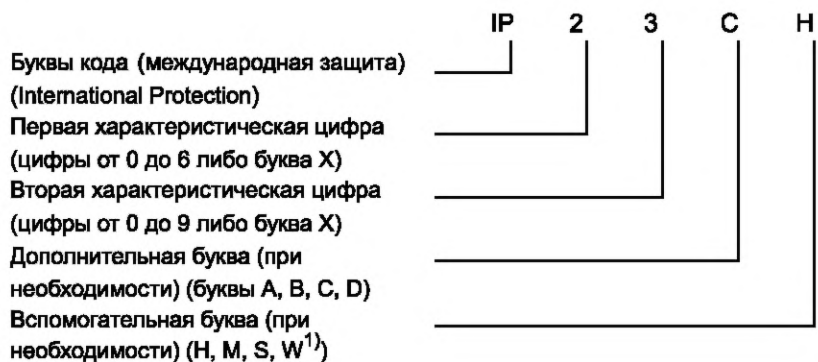 IP 2 3 C H
Буквы кода (международная защита)
(International Protection)
Первая характеристическая цифра
(цифры от 0 до 6 либо буква X)
Вторая характеристическая цифра
(цифры от 0 до 9 либо буква X)
Дополнительная буква (при
необходимости) (буквы A, B, C, D)
Вспомогательная буква (при
необходимости) (H, M, S, W¹⁾)